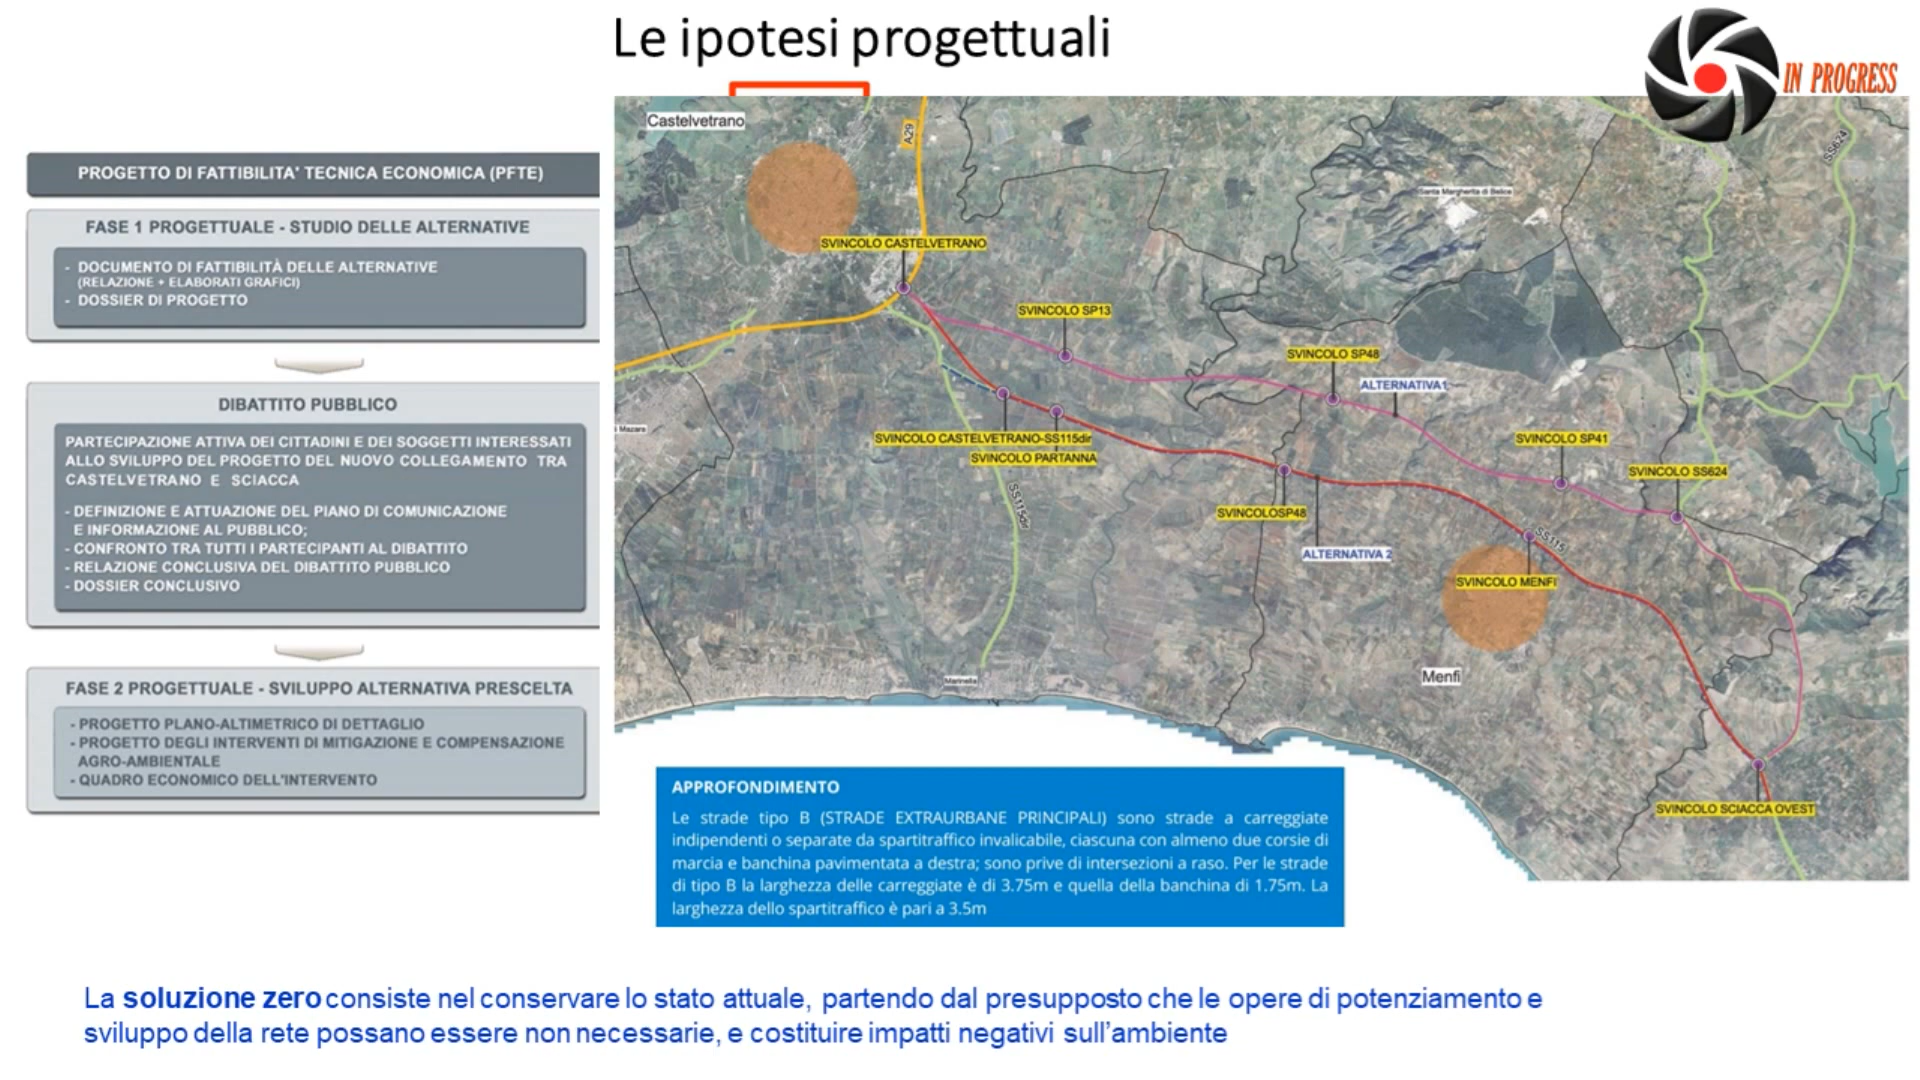 Le ipotesi progettuali
IN PROGRESS
PROGETTO DI FATTIBILITA' TECNICA ECONOMICA (PFTE)
FASE 1 PROGETTUALE - STUDIO DELLE ALTERNATIVE
- DOCUMENTO DI FATTIBILITÀ DELLE ALTERNATIVE
(RELAZIONE + ELABORATI GRAFICI)
- DOSSIER DI PROGETTO
DIBATTITO PUBBLICO
PARTECIPAZIONE ATTIVA DEI CITTADINI E DEI SOGGETTI INTERESSATI
ALLO SVILUPPO DEL PROGETTO DEL NUOVO COLLEGAMENTO TRA
CASTELVETRANO E SCIACCA
- DEFINIZIONE E ATTUAZIONE DEL PIANO DI COMUNICAZIONE
E INFORMAZIONE AL PUBBLICO;
- CONFRONTO TRA TUTTI I PARTECIPANTI AL DIBATTITO
- RELAZIONE CONCLUSIVA DEL DIBATTITO PUBBLICO
- DOSSIER CONCLUSIVO
FASE 2 PROGETTUALE - SVILUPPO ALTERNATIVA PRESCELTA
- PROGETTO PLANO-ALTIMETRICO DI DETTAGLIO
- PROGETTO DEGLI INTERVENTI DI MITIGAZIONE E COMPENSAZIONE
AGRO-AMBIENTALE
- QUADRO ECONOMICO DELL'INTERVENTO
Castelvetrano
A29
SS624
Santa Margherita di Belice
SVINCOLO CASTELVETRANO
SVINCOLO SP13
SVINCOLO SP48
ALTERNATIVA1
Mazara
SVINCOLO CASTELVETRANO-SS115dir
SVINCOLO PARTANNA
SVINCOLO SP41
SVINCOLO SS624
SS115dir
SVINCOLOSP48
SS115
ALTERNATIVA 2
SVINCOLO MENFI
Marinella
Menfi
SVINCOLO SCIACCA OVEST
APPROFONDIMENTO
Le strade tipo B (STRADE EXTRAURBANE PRINCIPALI) sono strade a carreggiate
indipendenti o separate da spartitraffico invalicabile, ciascuna con almeno due corsie di
marcia e banchina pavimentata a destra; sono prive di intersezioni a raso. Per le strade
di tipo B la larghezza delle carreggiate è di 3.75m e quella della banchina di 1.75m. La
larghezza dello spartitraffico è pari a 3.5m
La soluzione zero consiste nel conservare lo stato attuale, partendo dal presupposto che le opere di potenziamento e
sviluppo della rete possano essere non necessarie, e costituire impatti negativi sull'ambiente